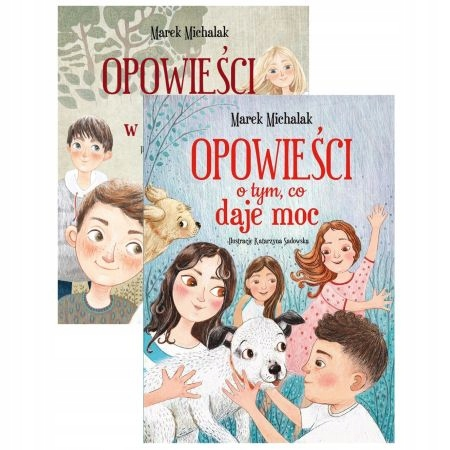 Marek Michalak
OPOWIEŚCI
w
Marek Michalak
OPOWIEŚCI
o tym, co
daje moc
Ilustracje Katarzyna Sadowska